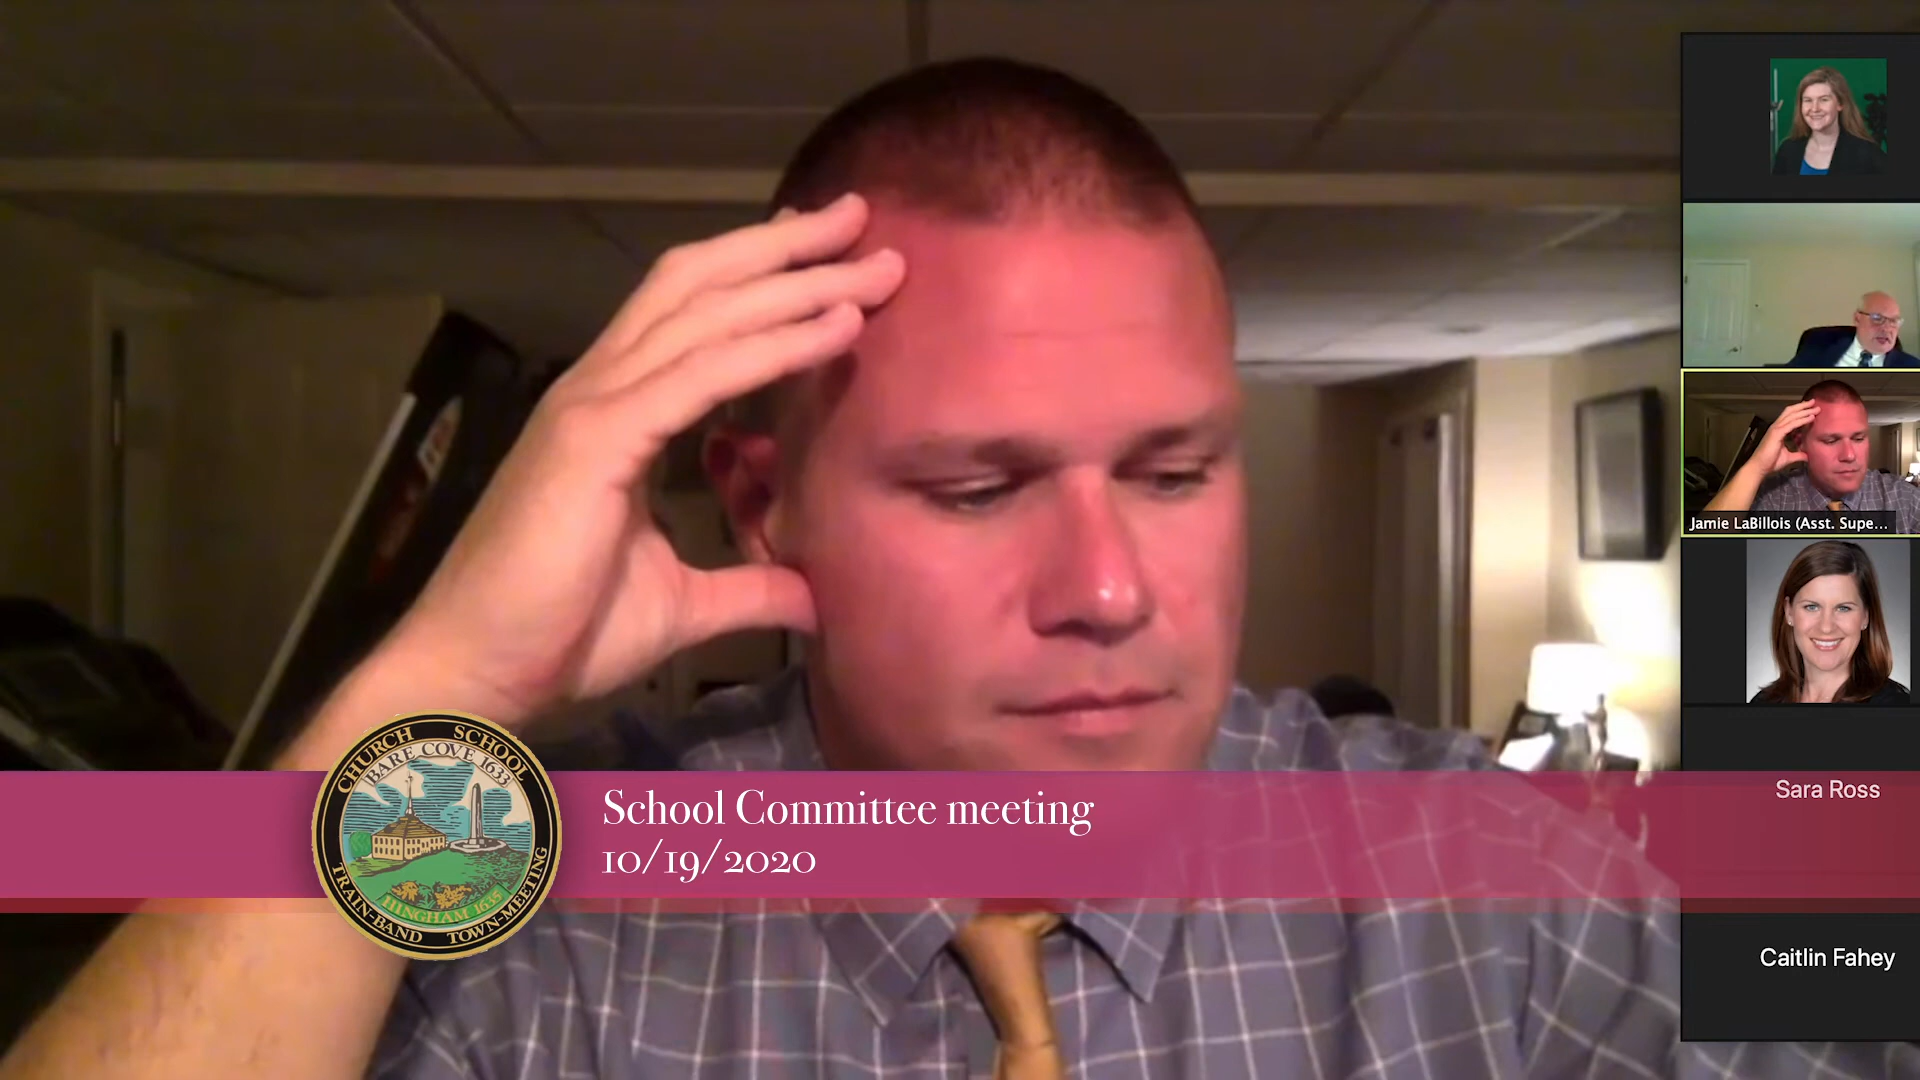 CHURCH SCHOOL
BARE COVE 1633
HINGHAM 1635
TRAIN-BAND TOWN-MEETING
School Committee meeting
10/19/2020
Jamie LaBillois (Asst. Supe...
Sara Ross
Caitlin Fahey